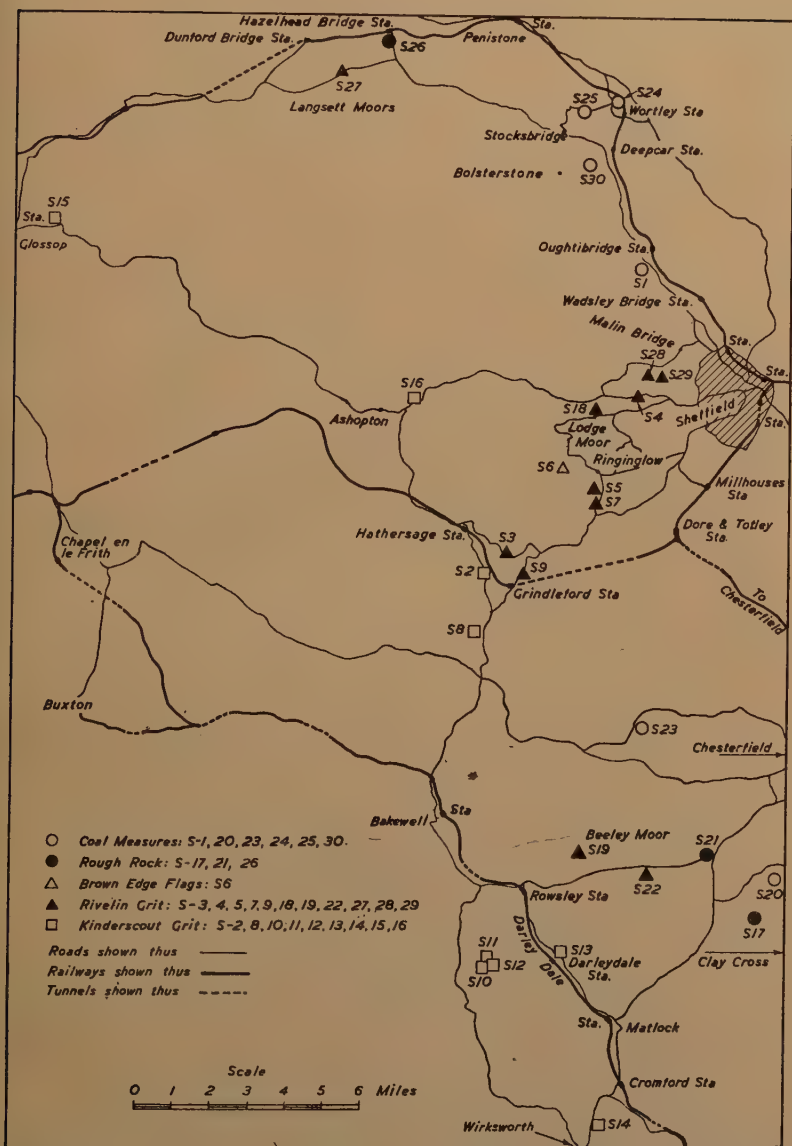 Hazelhead Bridge Sta.
Sta.
Dunford Bridge Sta.
S26
Penistone
S27
Langsett Moors
S24
S25
Wortley Sta
Stocksbridge
Deepcar Sta.
Bolsterstone
S30
S15
Sta.
Glossop
Oughtibridge Sta.
S1
Wadsley Bridge Sta.
Malin Bridge
Sta.
S28
S29
Sta.
S16
S18
S4
Sheffield
Sta.
Ashopton
Lodge
Moor
S6
Ringinglow
S5
S7
Millhouses
Sta
Hathersage Sta.
S3
Dore & Totley
Sta.
Chapel en
le Frith
S2
S9
Grindleford Sta
To
Chesterfield
S8
Buxton
S23
Chesterfield
Bakewell
Sta
Beeley Moor
S19
S21
S22
S20
Rowsley Sta
S17
Coal Measures: S-1, 20, 23, 24, 25, 30.
Rough Rock: S-17, 21, 26
Brown Edge Flags: S6
Rivelin Grit: S-3, 4, 5, 7, 9, 18, 19, 22, 27, 28, 29
Kinderscout Grit: S-2, 8, 10, 11, 12, 13, 14, 15, 16
Roads shown thus
Railways shown thus
Tunnels shown thus
S11
S12
S10
Darley
Dale
S13
Darleydale
Sta.
Clay Cross
Sta.
Matlock
Scale
0 1 2 3 4 5 6 Miles
Cromford Sta
Wirksworth
S14